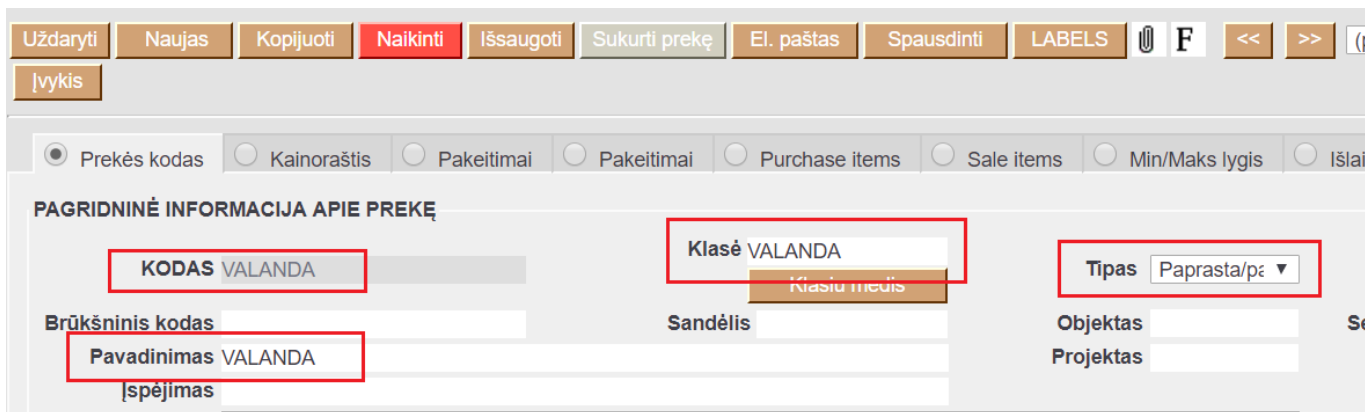 Uždaryti Naujas Kopijuoti Naikinti Išsaugoti Sukurti prekę El. paštas Spausdinti LABELS F << >>
Įvykis
Prekės kodas Kainoraštis Pakeitimai Pakeitimai Purchase items Sale items Min/Maks lygis
PAGRIDNINĖ INFORMACIJA APIE PREKĘ
KODAS VALANDA Klasė VALANDA Tipas Paprasta/pa
Klasių medis
Brūkšninis kodas Sandėlis Objektas
Pavadinimas VALANDA Projektas
Įspėjimas